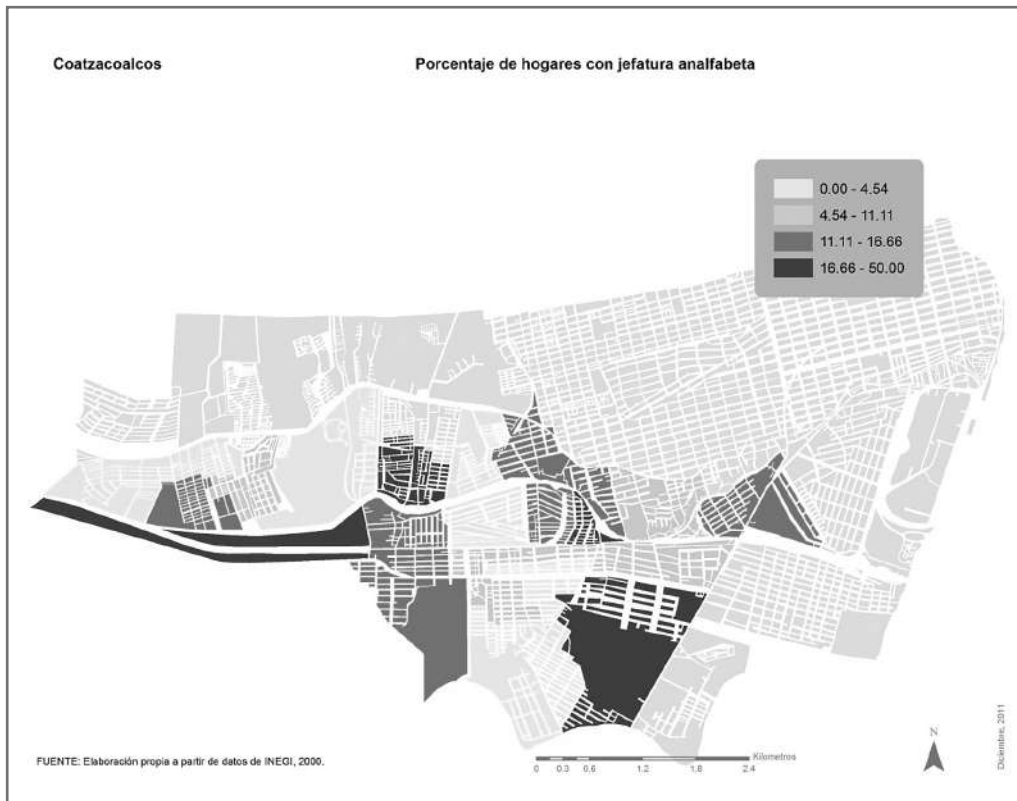 Coatzacoalcos
Porcentaje de hogares con jefatura analfabeta
0.00 - 4.54
4.54 - 11.11
11.11 - 16.66
16.66 - 50.00
FUENTE: Elaboración propia a partir de datos de INEGI, 2000.
Kilometros
0 0.3 0.6 1.2 1.8 2.4
N
Diciembre, 2011